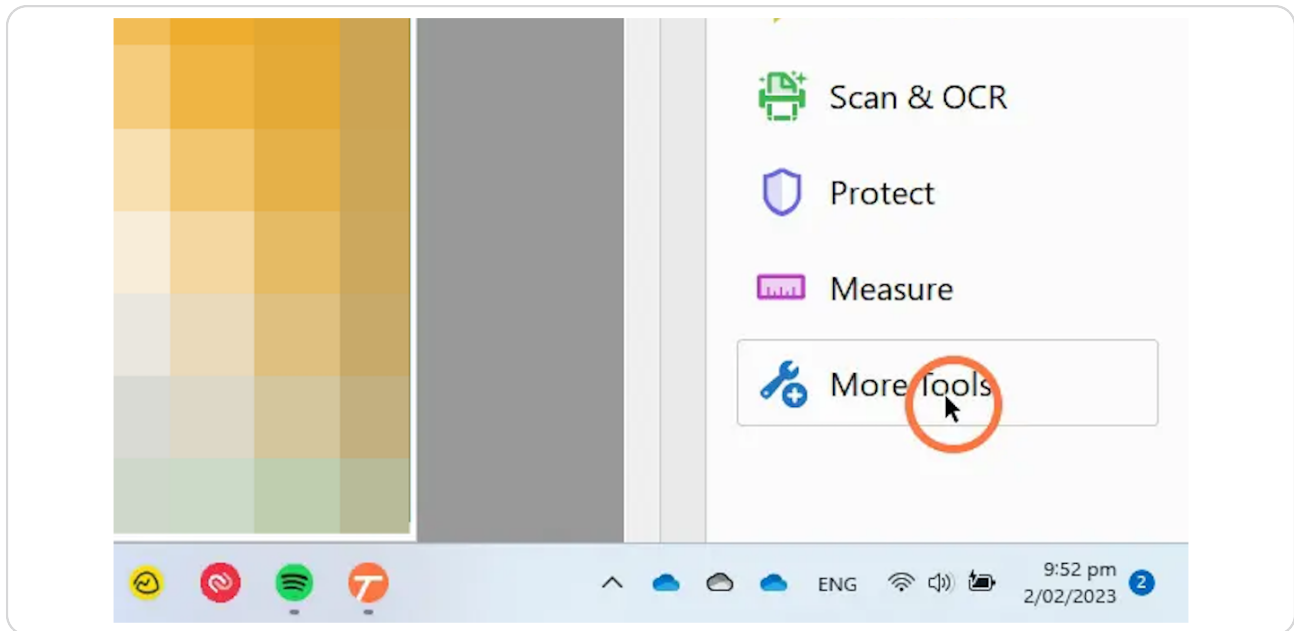 Scan & OCR
Protect
Measure
More Tools
ENG
9:52 pm
2/02/2023
2